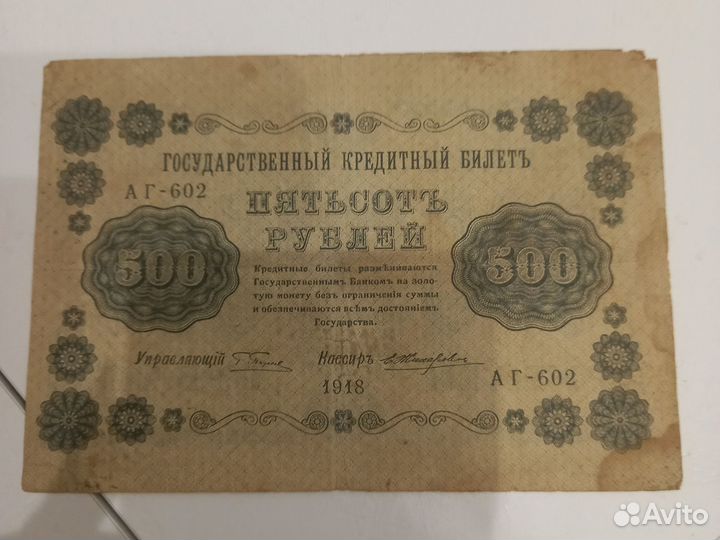 ГОСУДАРСТВЕННЫЙ КРЕДИТНЫЙ БИЛЕТЪ
АГ-602
ПЯТЬСОТЪ
РУБЛЕЙ
500
500
Кредитные билеты размѣниваются
Государственнымъ Банкомъ на золо-
тую монету безъ ограниченія суммы
и обезпечиваются всѣмъ достояніемъ
Государства.
Управляющій
Кассиръ
1918
АГ-602
Avito